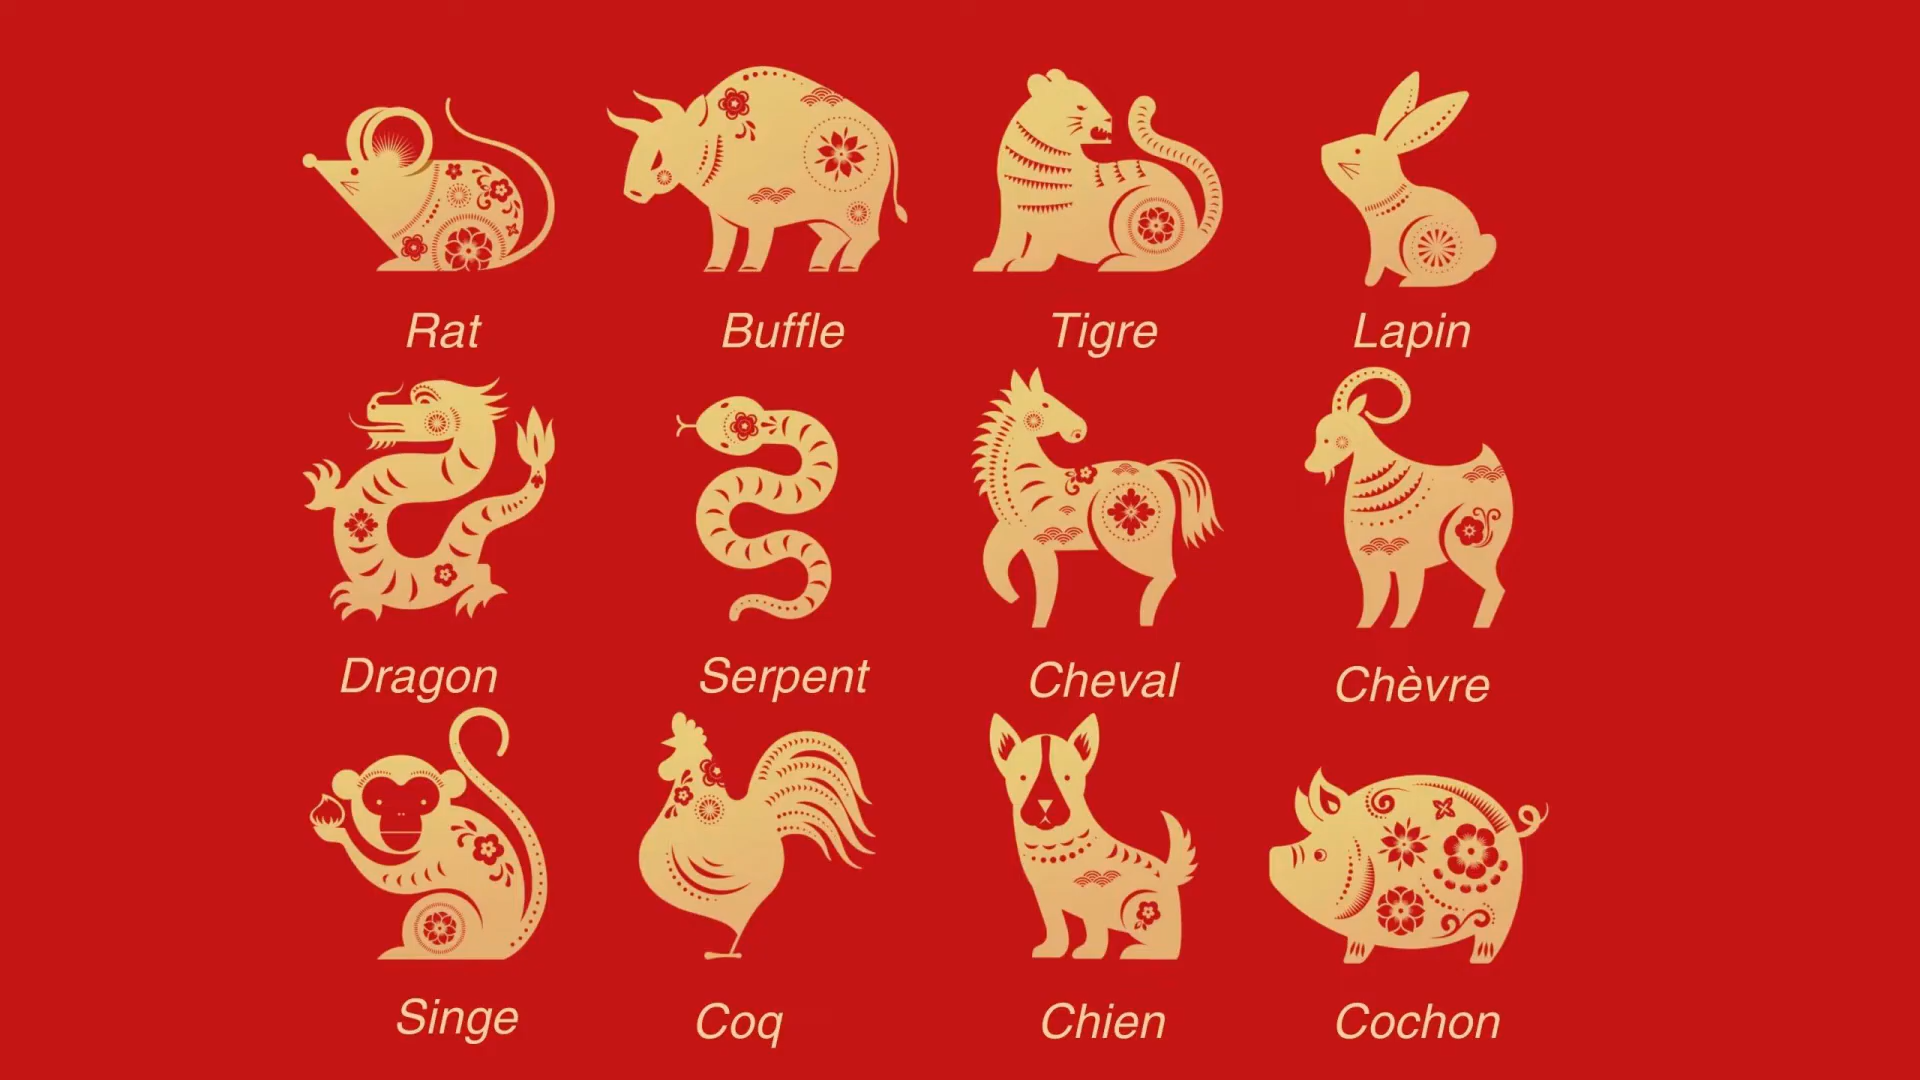 Rat
Buffle
Tigre
Lapin
Dragon
Serpent
Cheval
Chèvre
Singe
Coq
Chien
Cochon